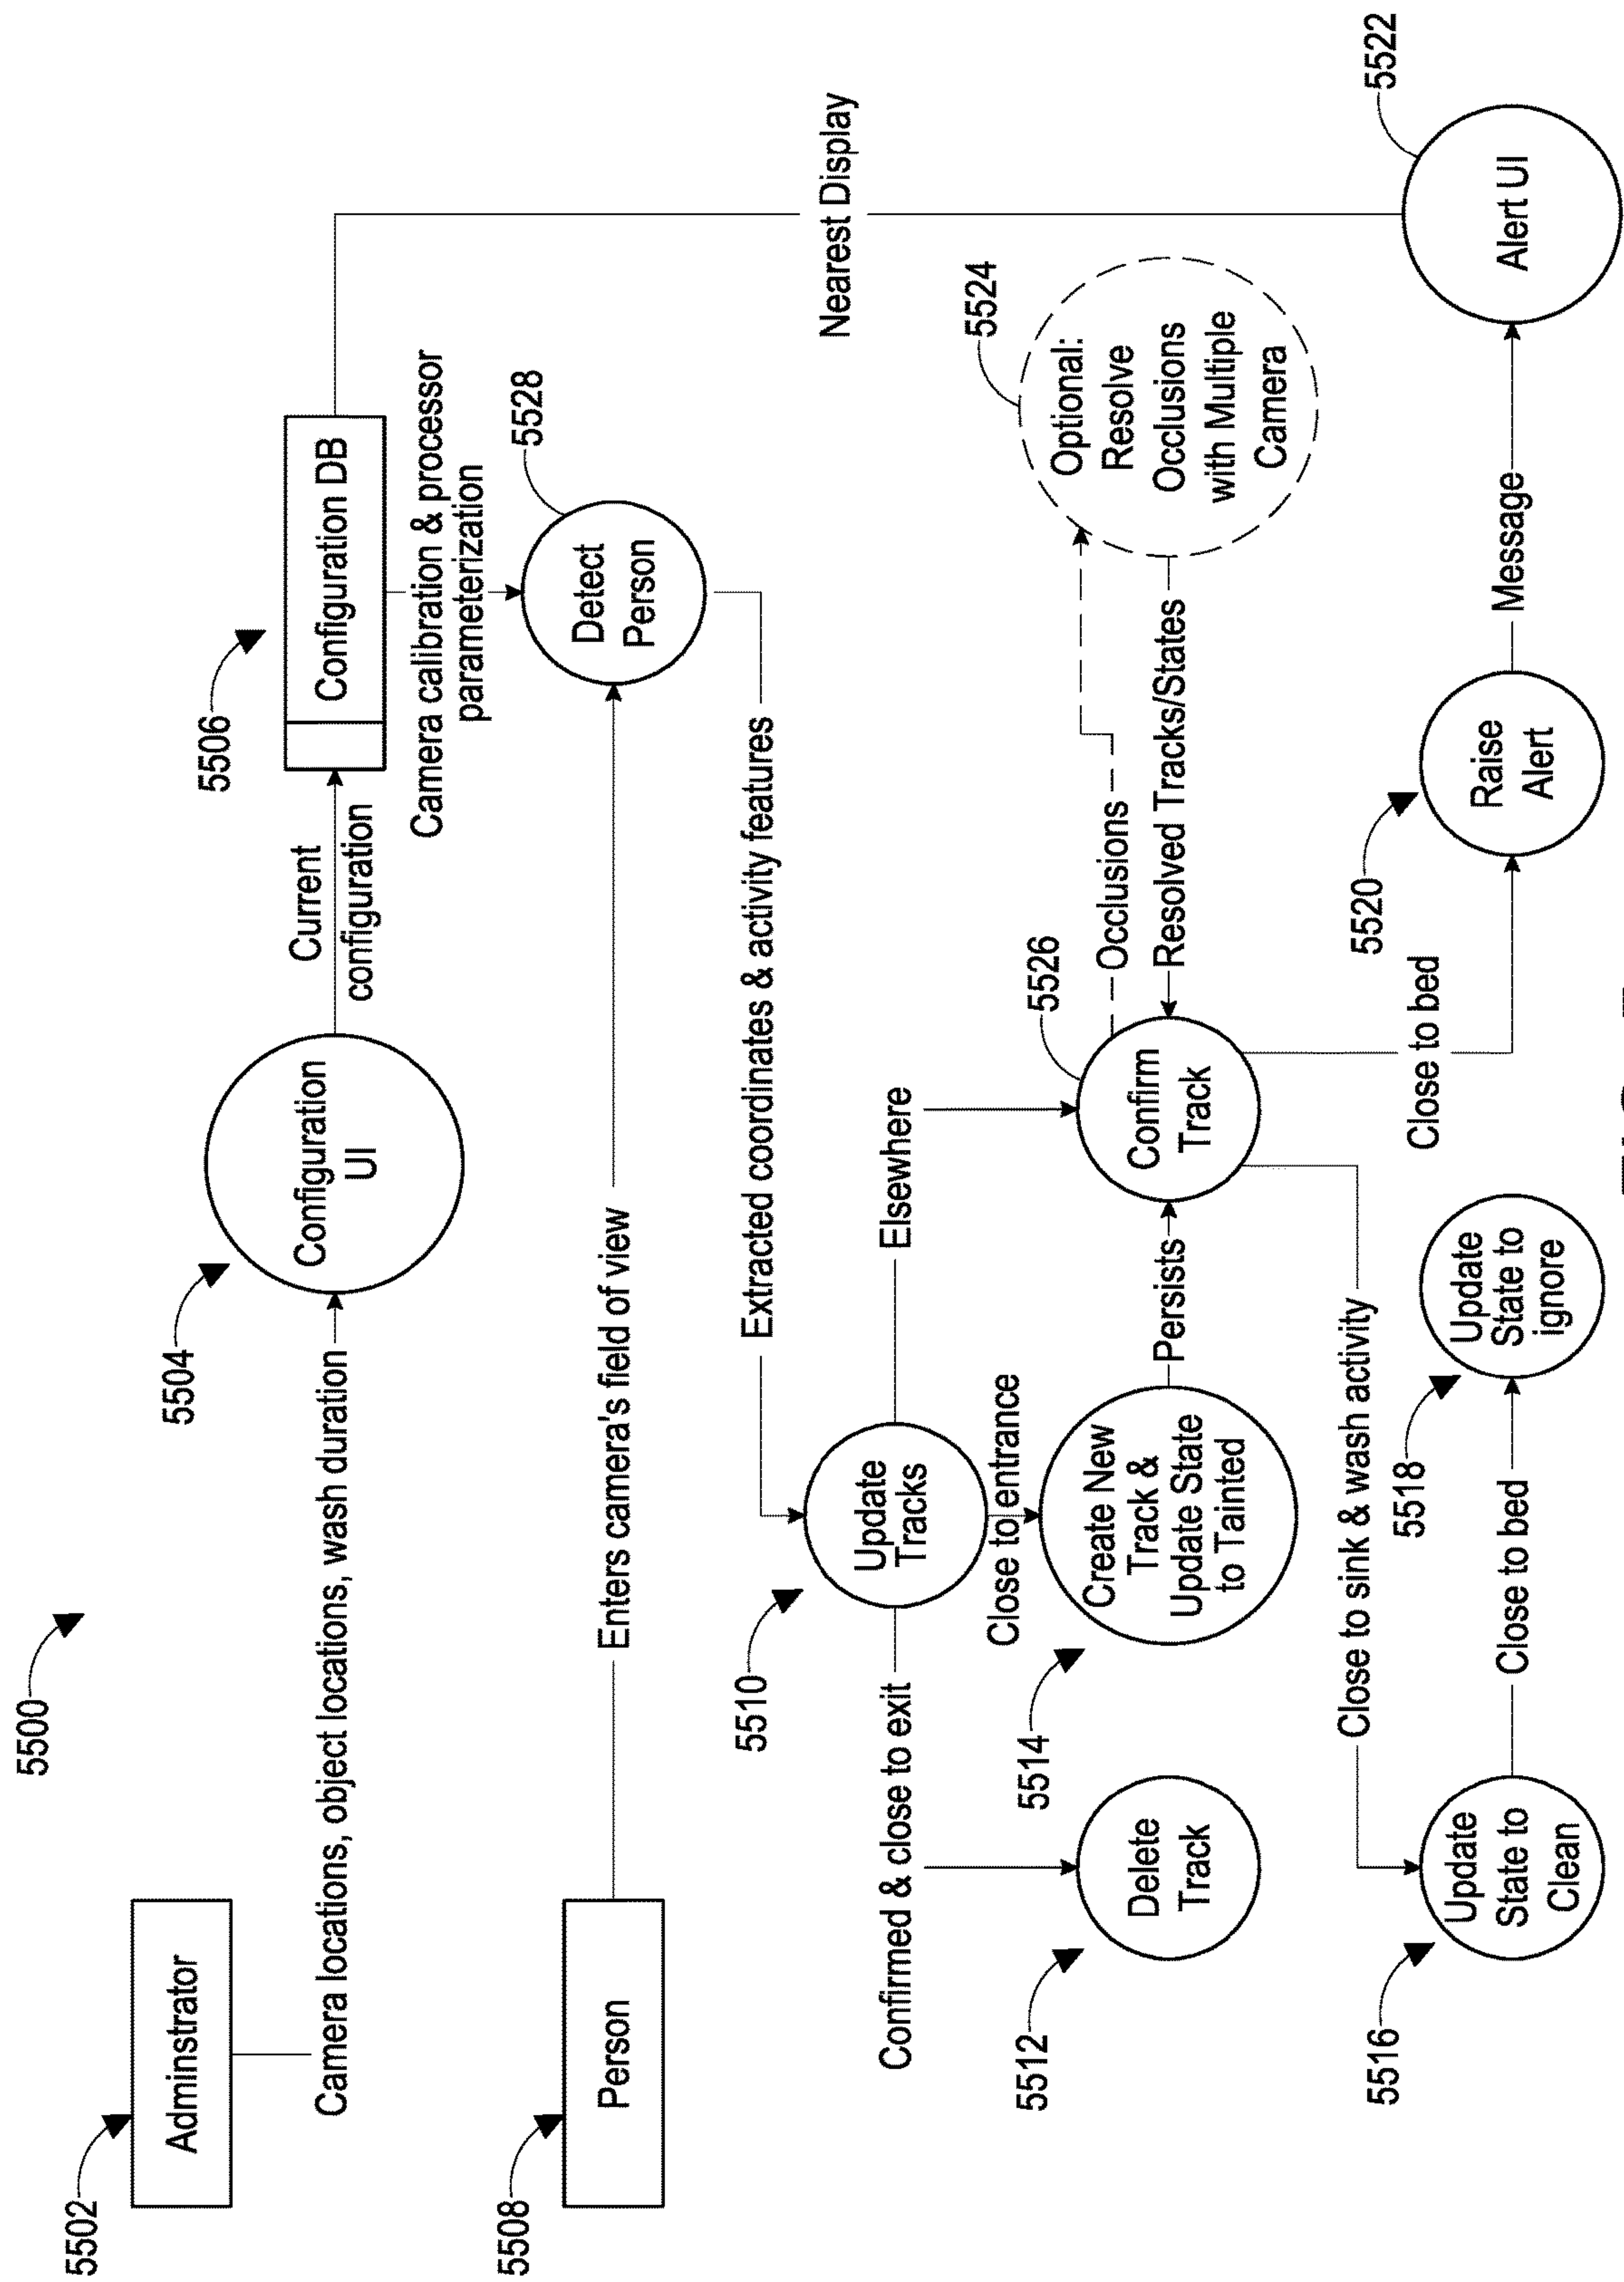 5500
5502
Adminstrator
Camera locations, object locations, wash duration
5504
Configuration
UI
Current
configuration
5506
Configuration DB
Camera calibration & processor
parameterization
5508
Person
Enters camera's field of view
5528
Detect
Person
Extracted coordinates & activity features
Nearest Display
5510
Update
Tracks
Confirmed & close to exit
Close to entrance
Elsewhere
5512
Delete
Track
5514
Create New
Track &
Update State
to Tainted
Persists
5526
Confirm
Track
Occlusions
Resolved Tracks/States
5524
Optional:
Resolve
Occlusions
with Multiple
Camera
Close to sink & wash activity
Close to bed
5516
Update
State to
Clean
Close to bed
5518
Update
State to
ignore
5520
Raise
Alert
Message
5522
Alert UI